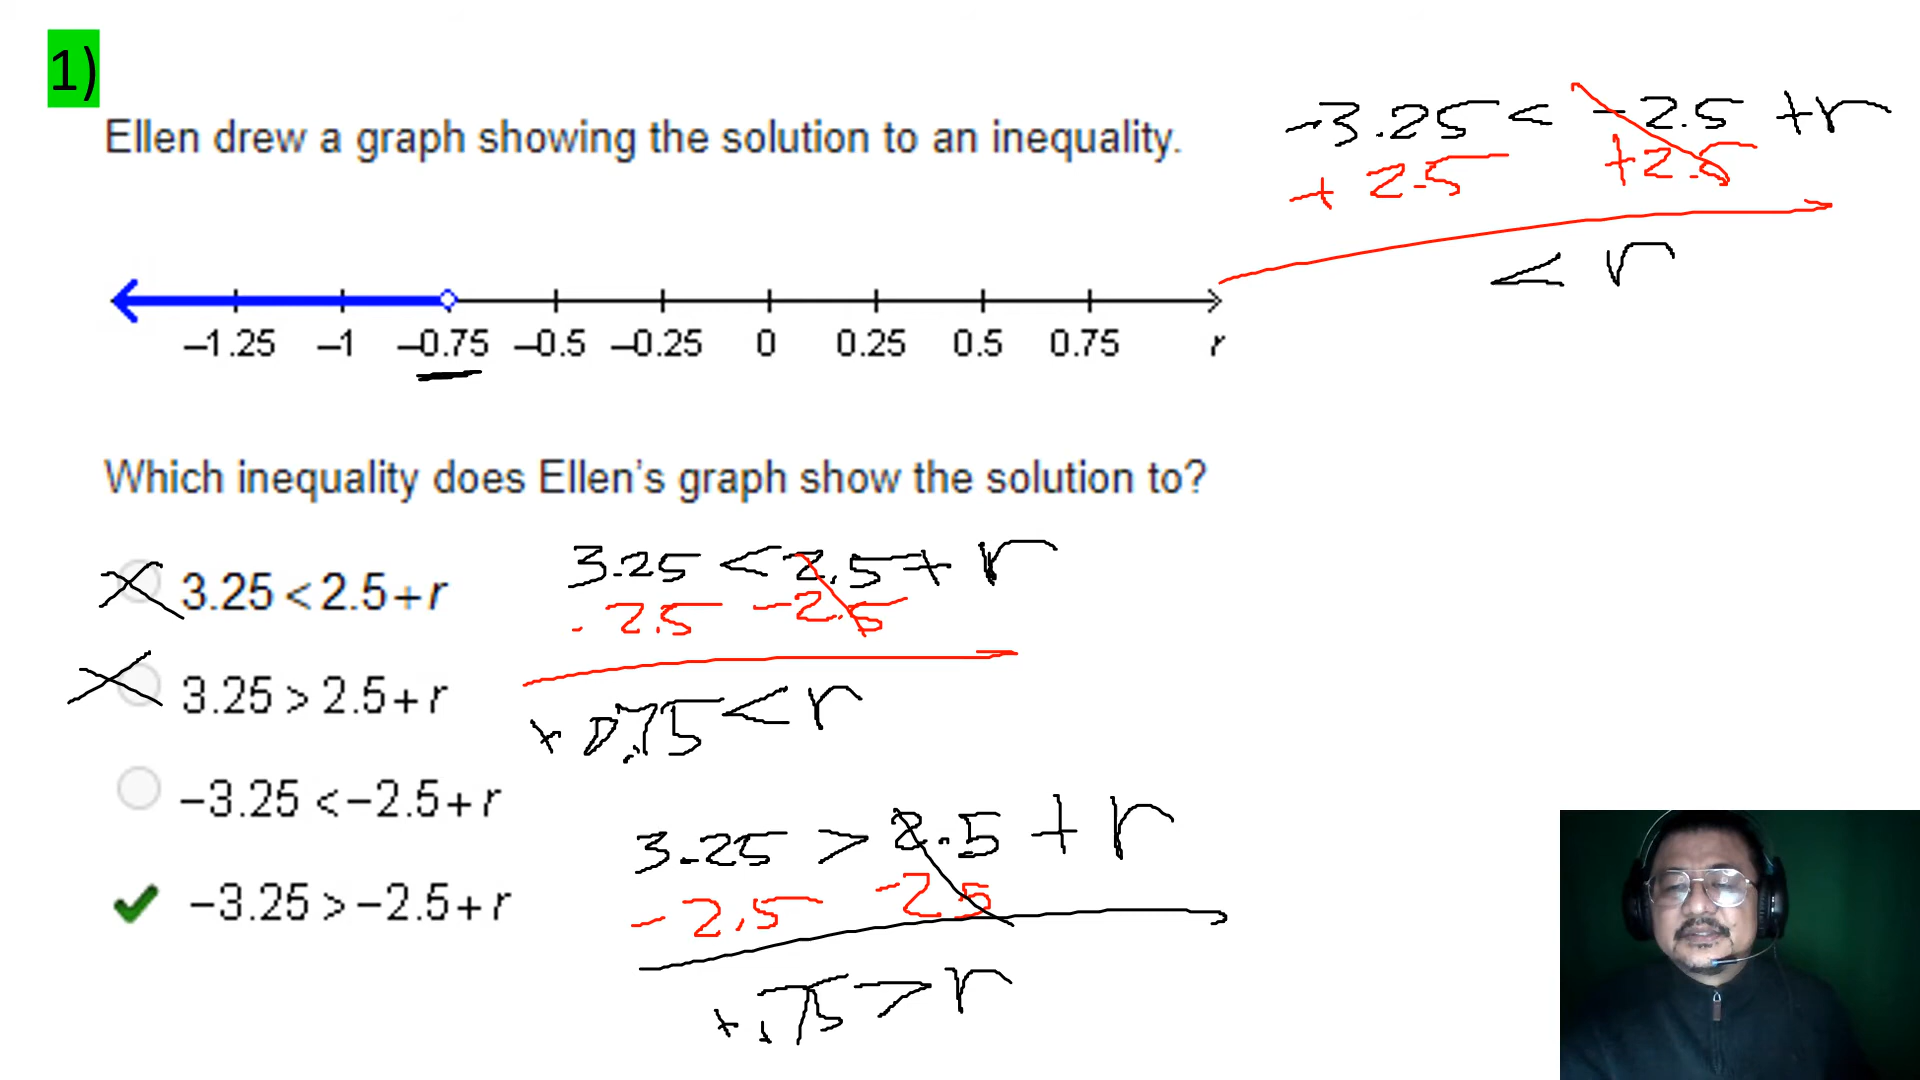 1)
Ellen drew a graph showing the solution to an inequality.
-3.25 < -2.5 + r
+ 2.5 +2.5
< r
–1.25 –1 –0.75 –0.5 –0.25 0 0.25 0.5 0.75 r
Which inequality does Ellen's graph show the solution to?
3.25 < 2.5 + r
3.25 > 2.5 + r
−3.25 < −2.5 + r
−3.25 > −2.5 + r
3.25 < 2.5 + r
- 2.5 -2.5
+0.75 < r
3.25 > 2.5 + r
- 2.5 -2.5
+.75 > r